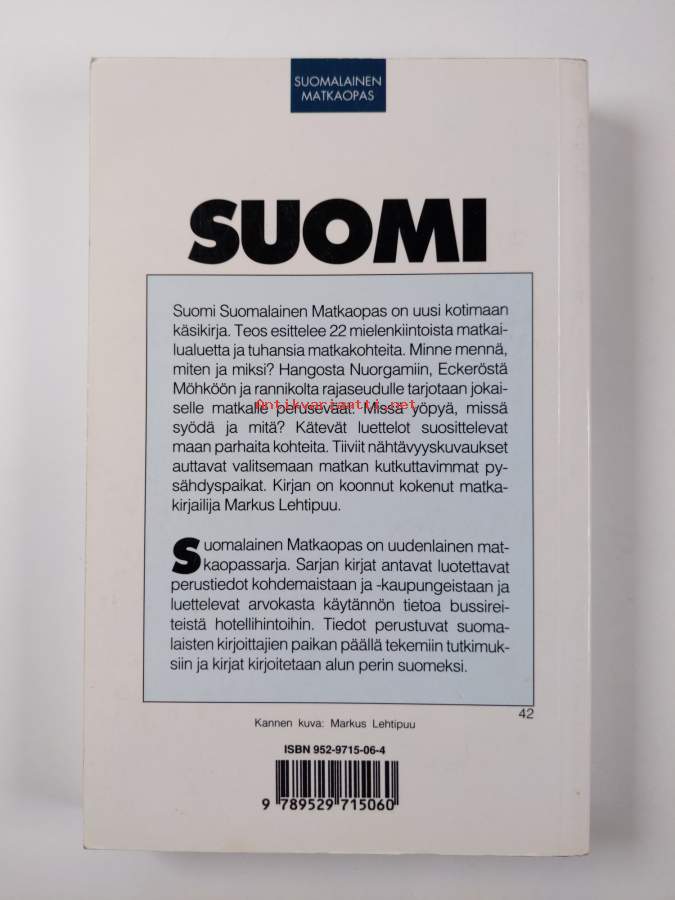 SUOMALAINEN
MATKAOPAS
SUOMI
Suomi Suomalainen Matkaopas on uusi kotimaan
käsikirja. Teos esittelee 22 mielenkiintoista matkai-
lualuetta ja tuhansia matkakohteita. Minne mennä,
miten ja miksi? Hangosta Nuorgamiin, Eckeröstä
Möhköön ja rannikolta rajaseudulle tarjotaan jokai-
selle matkalle peruseväät. Missä yöpyä, missä
Antikvariaatti.net
syödä ja mitä? Kätevät luettelot suosittelevat
maan parhaita kohteita. Tiiviit nähtävyyskuvaukset
auttavat valitsemaan matkan kutkuttavimmat py-
sähdyspaikat. Kirjan on koonnut kokenut matka-
kirjailija Markus Lehtipuu.
Suomalainen Matkaopas on uudenlainen mat-
kaopassarja. Sarjan kirjat antavat luotettavat
perustiedot kohdemaistaan ja -kaupungeistaan ja
luettelevat arvokasta käytännön tietoa bussirei-
teistä hotellihintoihin. Tiedot perustuvat suoma-
laisten kirjoittajien paikan päällä tekemiin tutkimuk-
siin ja kirjat kirjoitetaan alun perin suomeksi.
42
Kannen kuva: Markus Lehtipuu
ISBN 952-9715-06-4
9 789529 715060